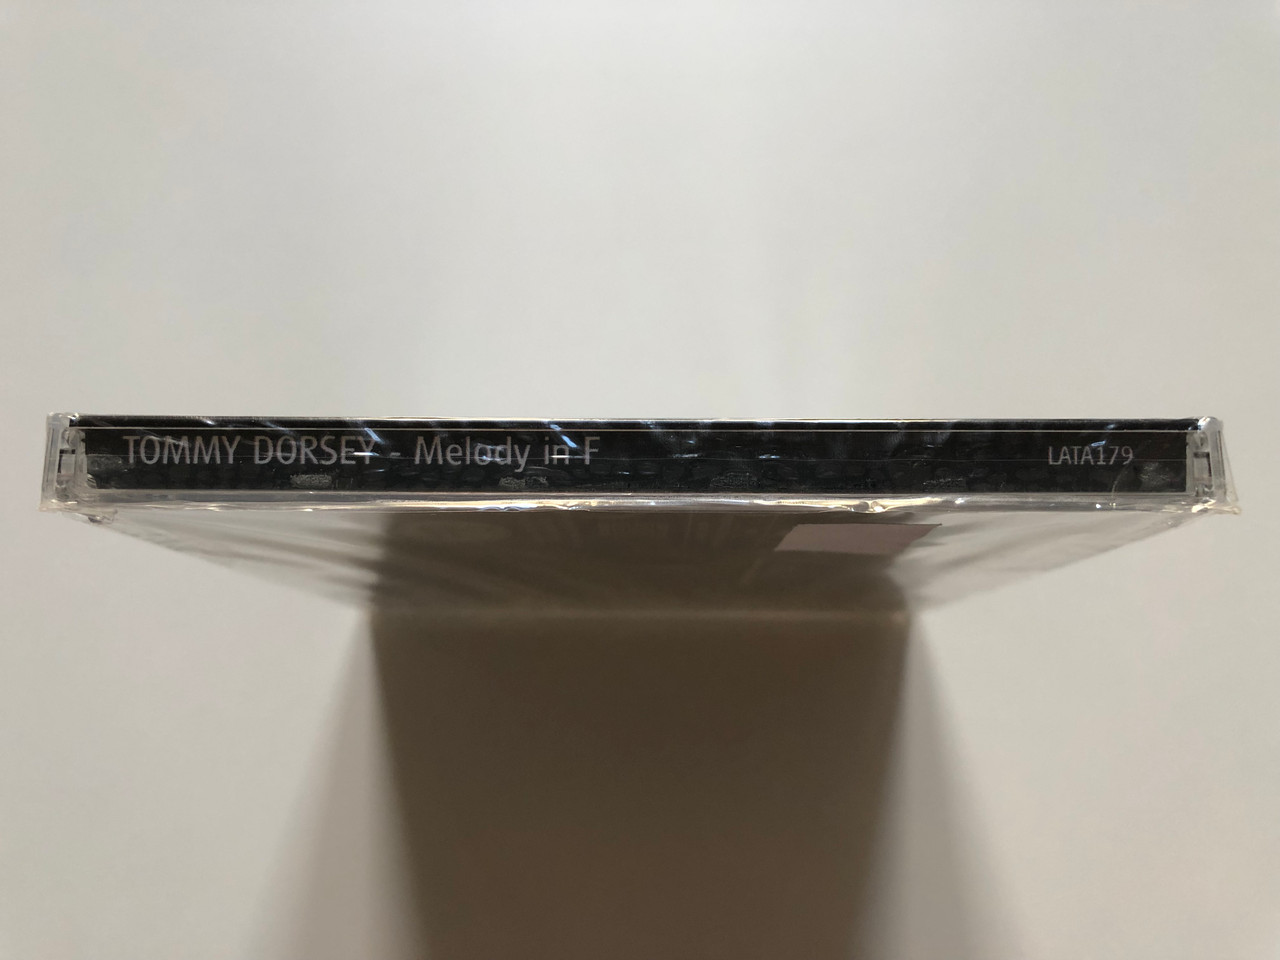 TOMMY DORSEY - Melody in F
LATA179